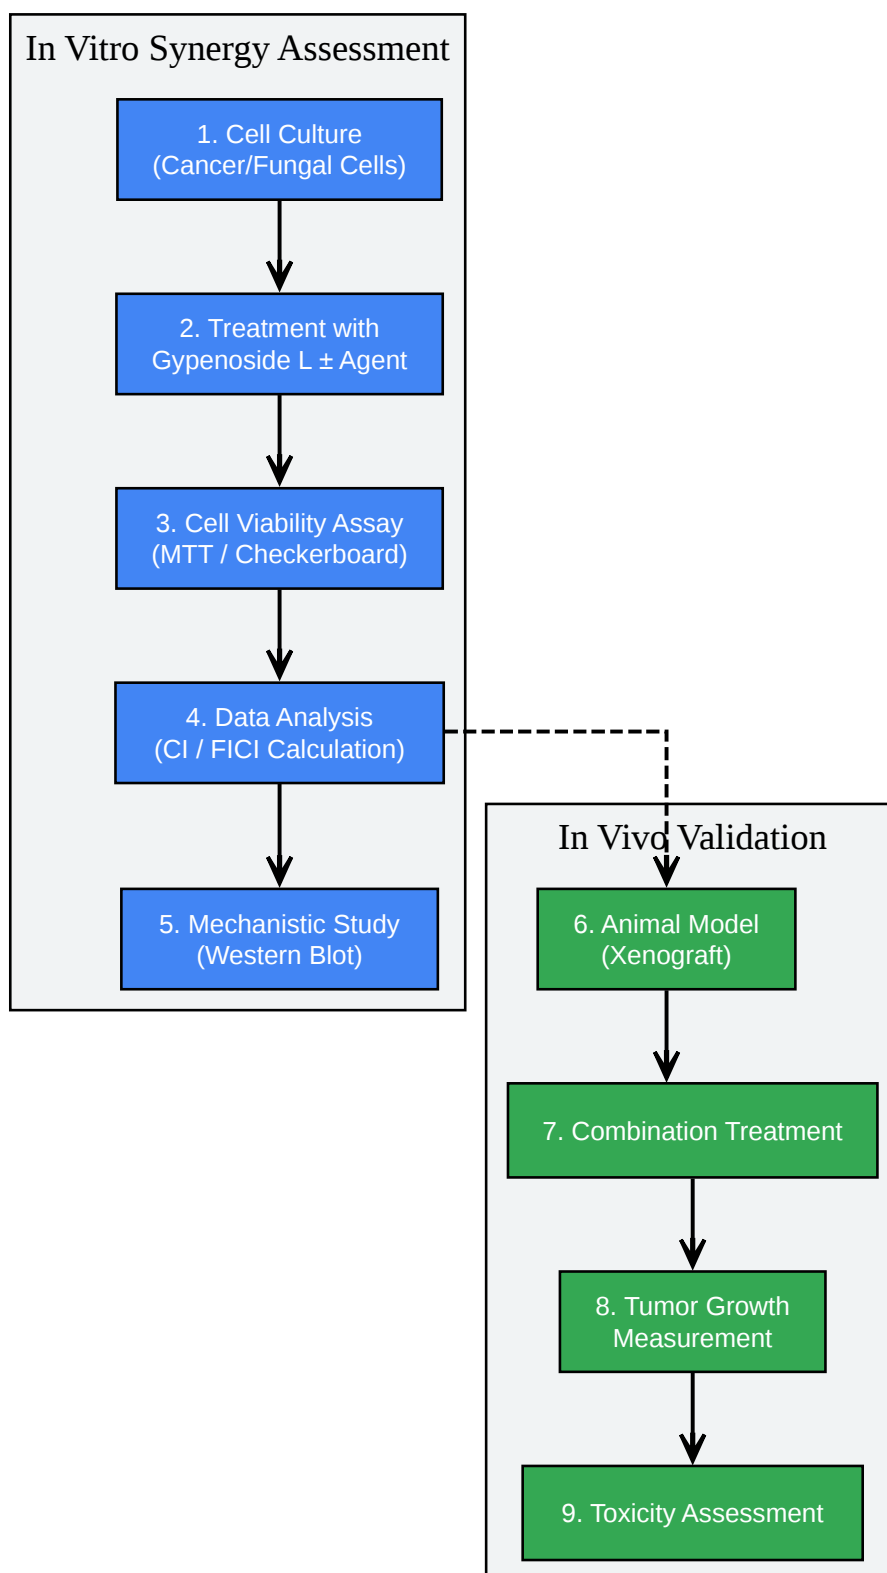 In Vitro Synergy Assessment
1. Cell Culture
(Cancer/Fungal Cells)
2. Treatment with
Gypenoside L ± Agent
3. Cell Viability Assay
(MTT / Checkerboard)
4. Data Analysis
(CI / FICI Calculation)
5. Mechanistic Study
(Western Blot)
In Vivo Validation
6. Animal Model
(Xenograft)
7. Combination Treatment
8. Tumor Growth
Measurement
9. Toxicity Assessment